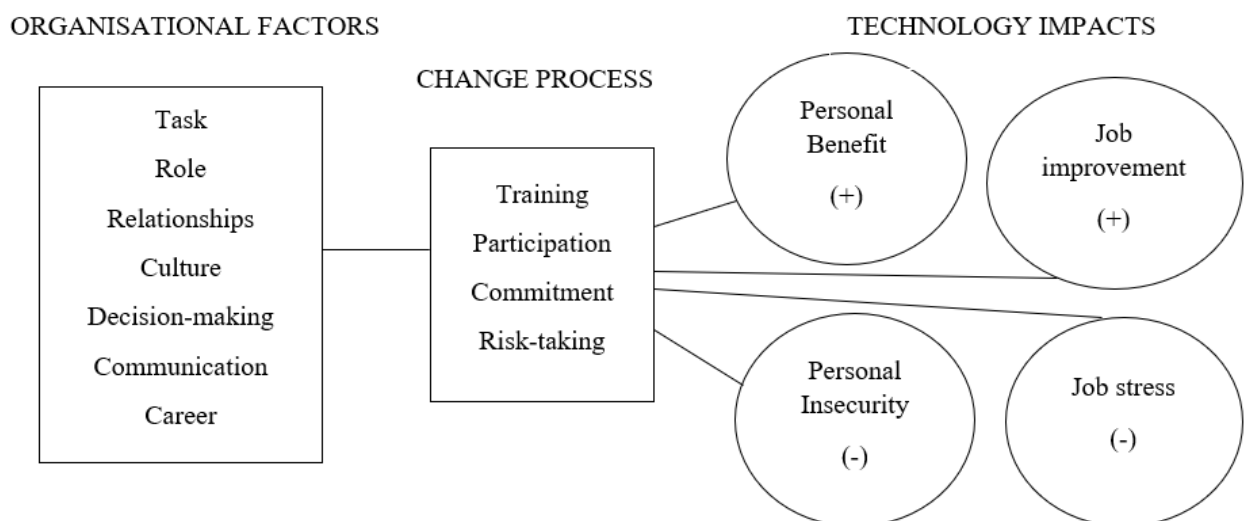 ORGANISATIONAL FACTORS
Task
Role
Relationships
Culture
Decision-making
Communication
Career
CHANGE PROCESS
Training
Participation
Commitment
Risk-taking
TECHNOLOGY IMPACTS
Personal
Benefit
(+)
Job
improvement
(+)
Personal
Insecurity
(-)
Job stress
(-)